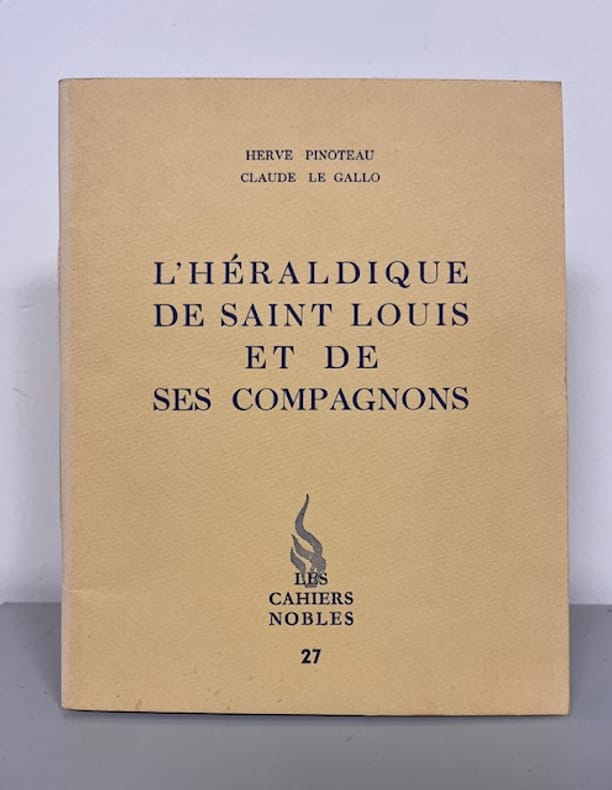 HERVE PINOTEAU
CLAUDE LE GALLO
L'HÉRALDIQUE
DE SAINT LOUIS
ET DE
SES COMPAGNONS
LES
CAHIERS
NOBLES
27